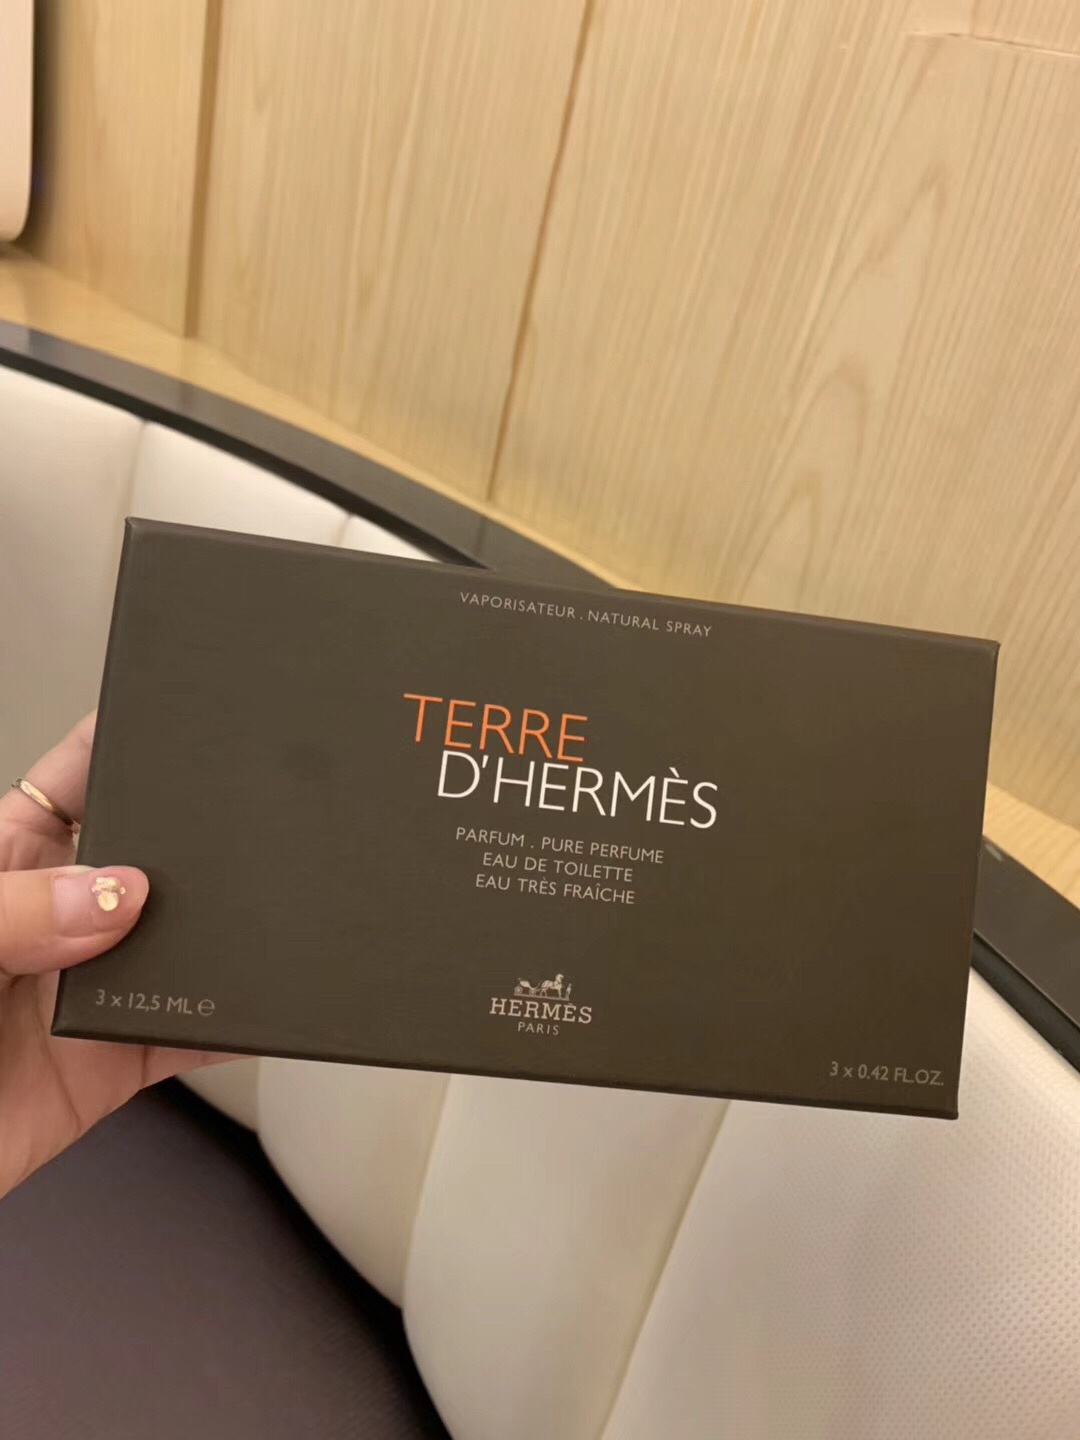 VAPORISATEUR . NATURAL SPRAY
TERRE
D'HERMÈS
PARFUM . PURE PERFUME
EAU DE TOILETTE
EAU TRÈS FRAÎCHE
3 x 12,5 ML ℮
HERMÈS
PARIS
3 x 0.42 FL.OZ.